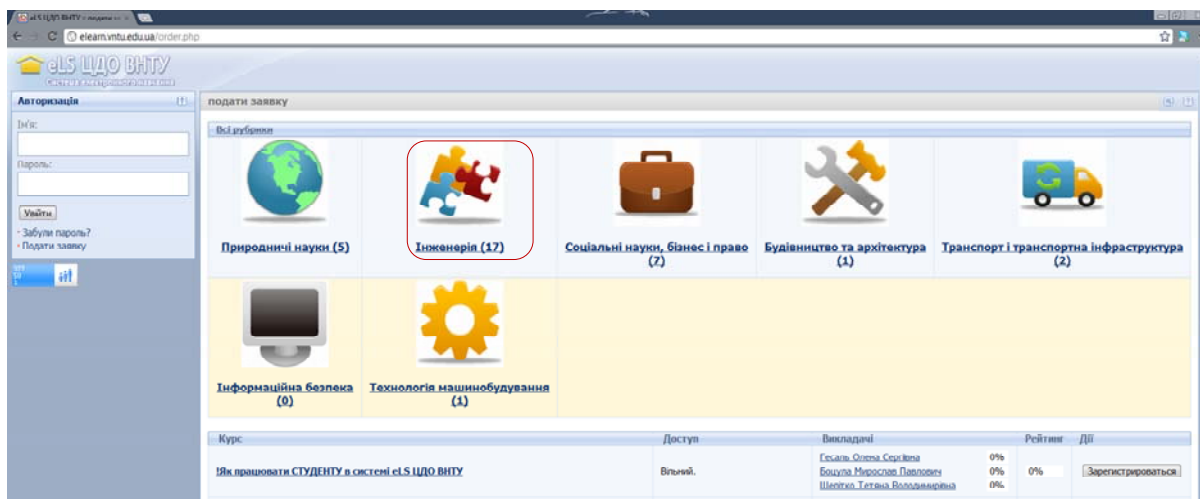 elearn.vntu.edu.ua/order.php
eLS ЦДО ВНТУ
Авторизація
подати заявку
Ім'я:
Пароль:
Увійти
Забули пароль?
Подати заявку
Всі рубрики
Природничі науки (5)
Інженерія (17)
Соціальні науки, бізнес і право
(7)
Будівництво та архітектура
(1)
Транспорт і транспортна інфраструктура
(2)
Інформаційна безпека
(0)
Технологія машинобудування
(1)
Курс Доступ Викладачі Рейтинг Дії
!Як працювати СТУДЕНТУ в системі eLS ЦДО ВНТУ Вільний. 0% Зарегистрироваться
Гесаль Олена Сергіївна 0%
Боцула Мирослав Павлович 0%
Тетяна Володимирівна 0%